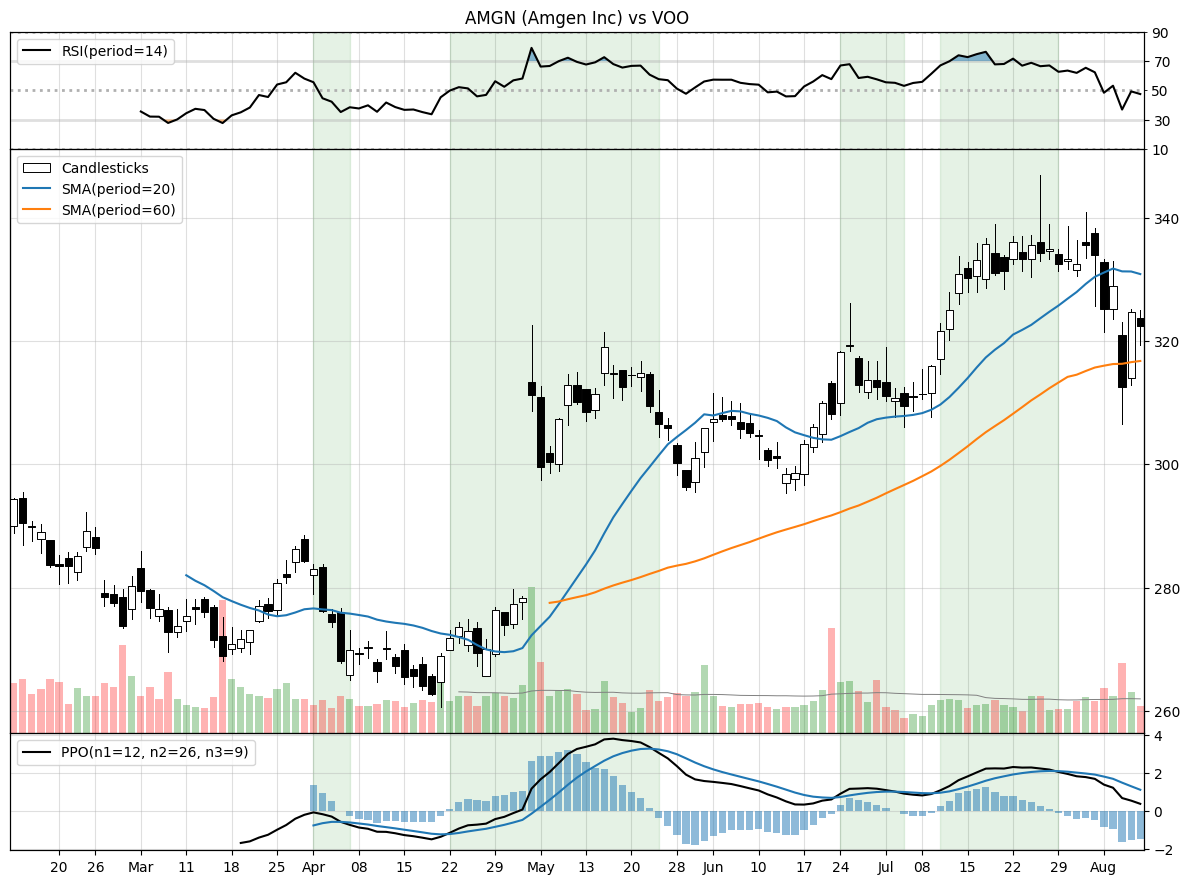 AMGN (Amgen Inc) vs VOO
RSI(period=14)
90
70
50
30
10
Candlesticks
SMA(period=20)
SMA(period=60)
340
320
300
280
260
PPO(n1=12, n2=26, n3=9)
4
2
0
−2
20 26 Mar 11 18 25 Apr 08 15 22 29 May 13 20 28 Jun 10 17 24 Jul 08 15 22 29 Aug